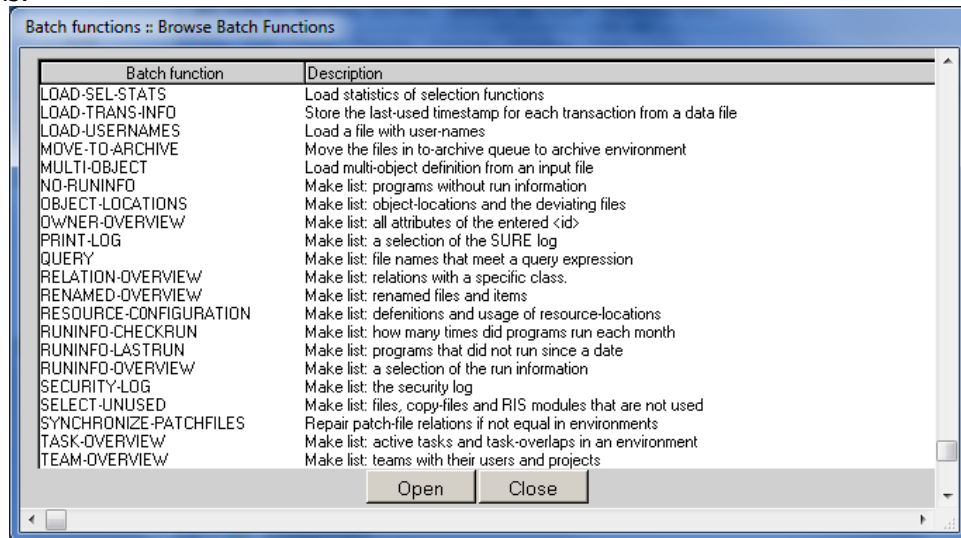 Batch functions :: Browse Batch Functions
Batch function Description
LOAD-SEL-STATS Load statistics of selection functions
LOAD-TRANS-INFO Store the last-used timestamp for each transaction from a data file
LOAD-USERNAMES Load a file with user-names
MOVE-TO-ARCHIVE Move the files in to-archive queue to archive environment
MULTI-OBJECT Load multi-object definition from an input file
NO-RUNINFO Make list: programs without run information
OBJECT-LOCATIONS Make list: object-locations and the deviating files
OWNER-OVERVIEW Make list: all attributes of the entered <id>
PRINT-LOG Make list: a selection of the SURE log
QUERY Make list: file names that meet a query expression
RELATION-OVERVIEW Make list: relations with a specific class.
RENAMED-OVERVIEW Make list: renamed files and items
RESOURCE-CONFIGURATION Make list: defenitions and usage of resource-locations
RUNINFO-CHECKRUN Make list: how many times did programs run each month
RUNINFO-LASTRUN Make list: programs that did not run since a date
RUNINFO-OVERVIEW Make list: a selection of the run information
SECURITY-LOG Make list: the security log
SELECT-UNUSED Make list: files, copy-files and RIS modules that are not used
SYNCHRONIZE-PATCHFILES Repair patch-file relations if not equal in environments
TASK-OVERVIEW Make list: active tasks and task-overlaps in an environment
TEAM-OVERVIEW Make list: teams with their users and projects
Open Close